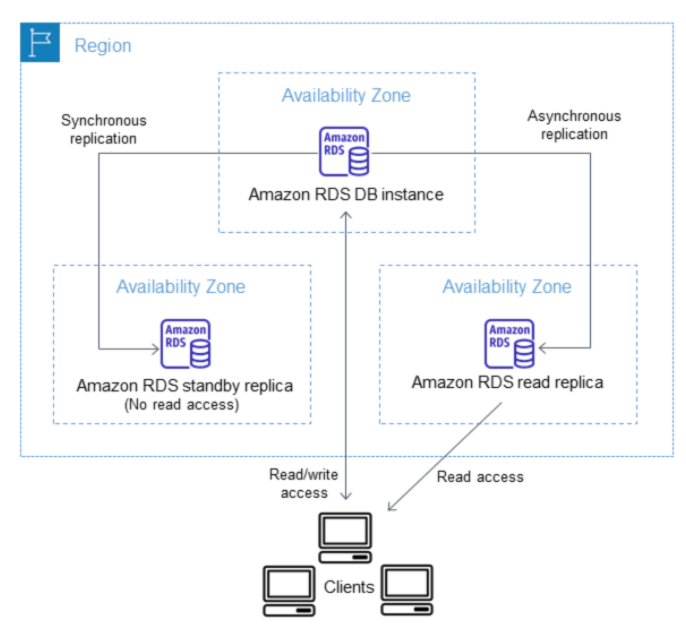 Region
Availability Zone
Synchronous
replication
Asynchronous
replication
Amazon
RDS
Amazon RDS DB instance
Availability Zone
Amazon
RDS
Amazon RDS standby replica
(No read access)
Availability Zone
Amazon
RDS
Amazon RDS read replica
Read/write
access
Read access
Clients